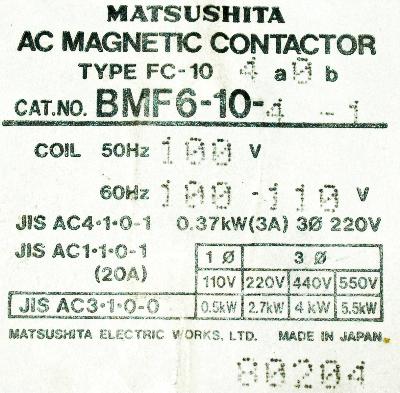 MATSUSHITA
AC MAGNETIC CONTACTOR
TYPE FC-10 4 a 0 b
CAT.NO. BMF6-10-4 -1
COIL 50Hz 100 V
60Hz 100-110 V
JIS AC4·1·0-1 0.37kW(3A) 3Ø 220V
JIS AC1·1·0-1
(20A)
1 Ø 3 Ø
110V 220V 440V 550V
JIS AC3·1·0-0 0.5kW 2.7kW 4 kW 5.5kW
MATSUSHITA ELECTRIC WORKS, LTD. MADE IN JAPAN
80204